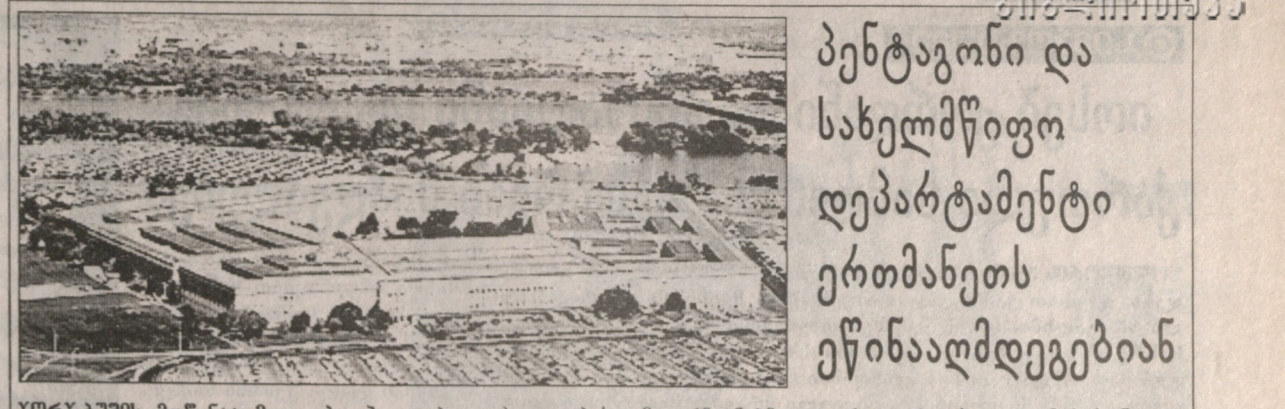 პენტაგონი და
სახელმწიფო
დეპარტამენტი
ერთმანეთს
ეწინააღმდეგებიან